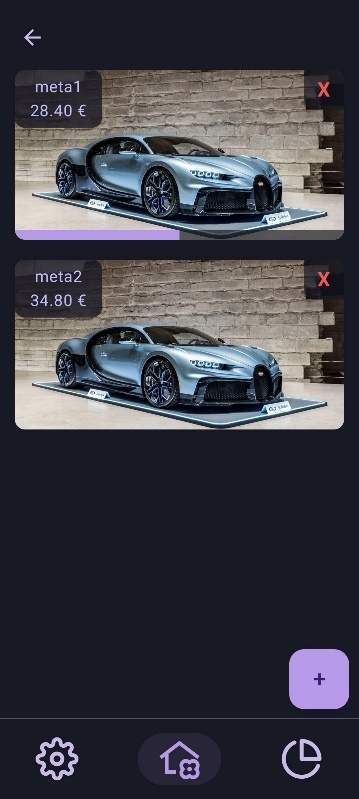 meta1
28.40 €
X
meta2
34.80 €
X
+